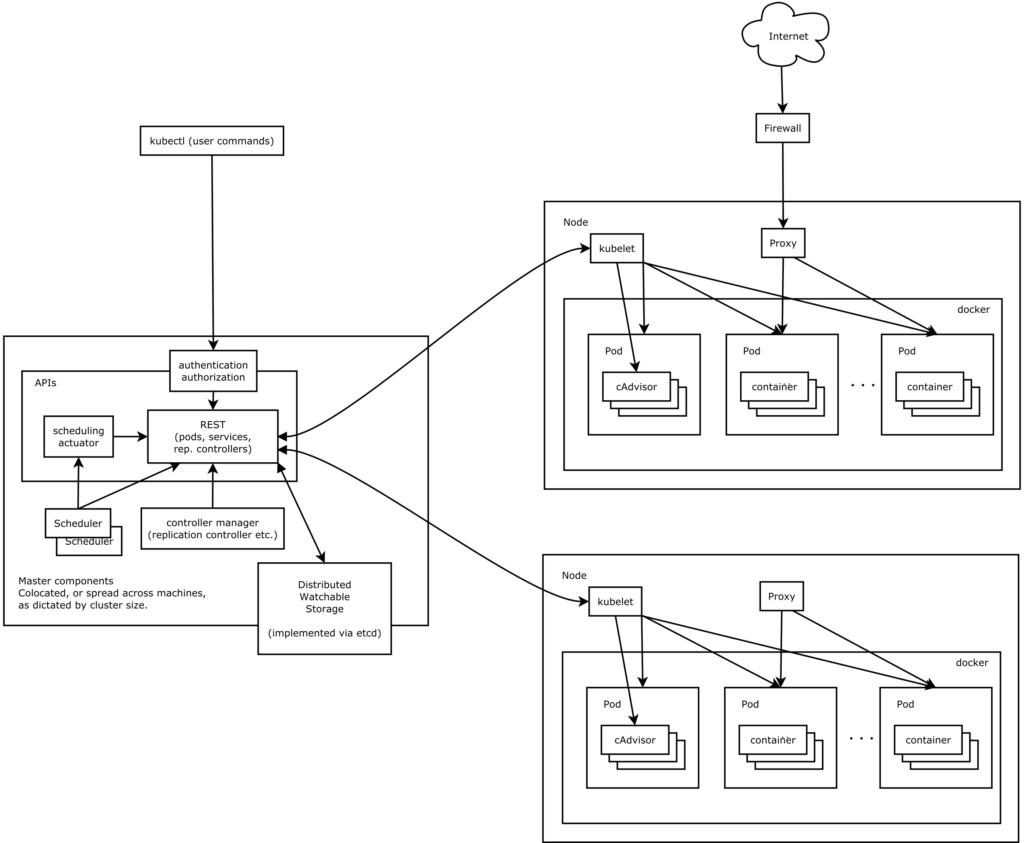 Internet
Firewall
kubectl (user commands)
Node
kubelet
Proxy
docker
Pod
cAdvisor
Pod
container
. . .
Pod
container
authentication
authorization
APIs
REST
(pods, services,
rep. controllers)
scheduling
actuator
Scheduler
Scheduler
controller manager
(replication controller etc.)
Master components
Colocated, or spread across machines,
as dictated by cluster size.
Distributed
Watchable
Storage
(implemented via etcd)
Node
kubelet
Proxy
docker
Pod
cAdvisor
Pod
container
. . .
Pod
container